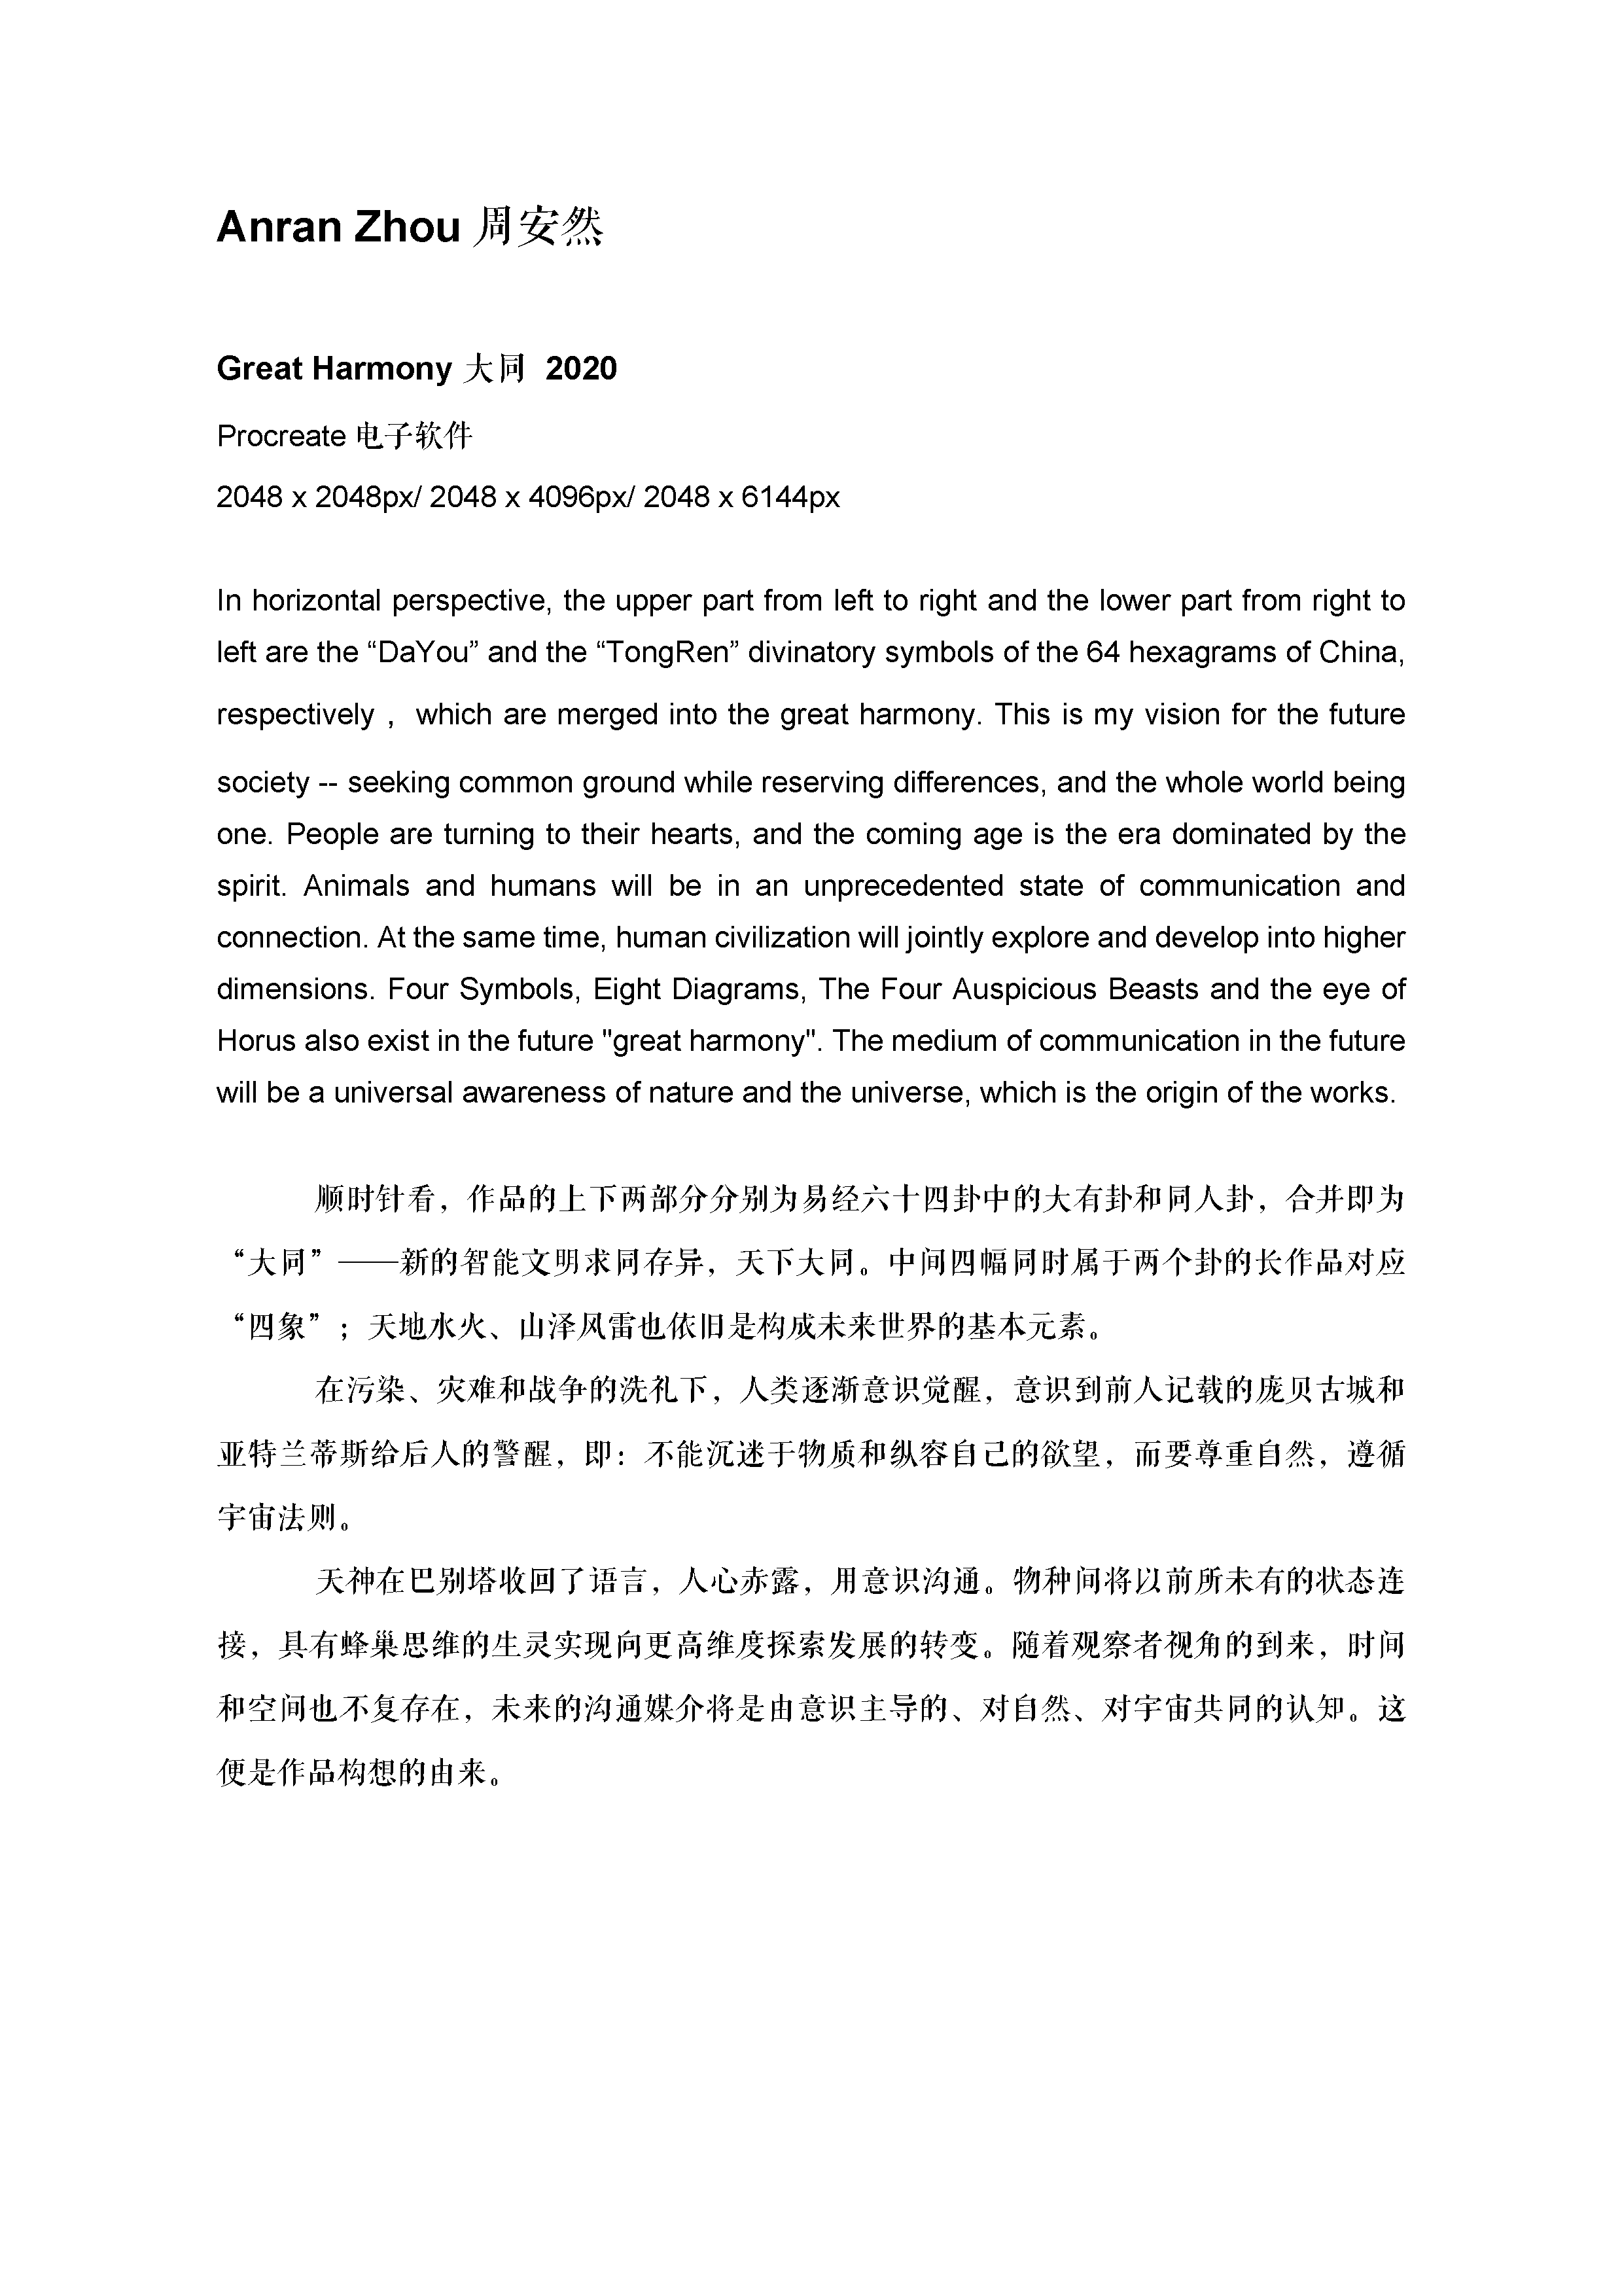 Anran Zhou 周安然
Great Harmony 大同 2020
Procreate 电子软件
2048 x 2048px/ 2048 x 4096px/ 2048 x 6144px
In horizontal perspective, the upper part from left to right and the lower part from right to
left are the “DaYou” and the “TongRen” divinatory symbols of the 64 hexagrams of China,
respectively， which are merged into the great harmony. This is my vision for the future
society -- seeking common ground while reserving differences, and the whole world being
one. People are turning to their hearts, and the coming age is the era dominated by the
spirit. Animals and humans will be in an unprecedented state of communication and
connection. At the same time, human civilization will jointly explore and develop into higher
dimensions. Four Symbols, Eight Diagrams, The Four Auspicious Beasts and the eye of
Horus also exist in the future "great harmony". The medium of communication in the future
will be a universal awareness of nature and the universe, which is the origin of the works.
顺时针看，作品的上下两部分分别为易经六十四卦中的大有卦和同人卦，合并即为
“大同”——新的智能文明求同存异，天下大同。中间四幅同时属于两个卦的长作品对应
“四象”；天地水火、山泽风雷也依旧是构成未来世界的基本元素。
在污染、灾难和战争的洗礼下，人类逐渐意识觉醒，意识到前人记载的庞贝古城和
亚特兰蒂斯给后人的警醒，即：不能沉迷于物质和纵容自己的欲望，而要尊重自然，遵循
宇宙法则。
天神在巴别塔收回了语言，人心赤露，用意识沟通。物种间将以前所未有的状态连
接，具有蜂巢思维的生灵实现向更高维度探索发展的转变。随着观察者视角的到来，时间
和空间也不复存在，未来的沟通媒介将是由意识主导的、对自然、对宇宙共同的认知。这
便是作品构想的由来。